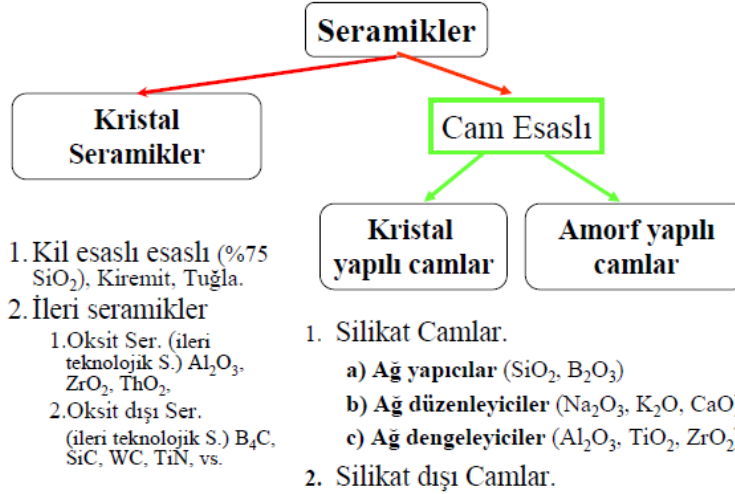 Seramikler
Kristal
Seramikler
Cam Esaslı
Kristal
yapılı camlar
Amorf yapılı
camlar
1. Kil esaslı esaslı (%75
SiO₂), Kiremit, Tuğla.
2. İleri seramikler
1.Oksit Ser. (ileri
teknolojik S.) Al₂O₃,
ZrO₂, ThO₂,
2.Oksit dışı Ser.
(ileri teknolojik S.) B₄C,
SiC, WC, TiN, vs.
1. Silikat Camlar.
a) Ağ yapıcılar (SiO₂, B₂O₃)
b) Ağ düzenleyiciler (Na₂O₃, K₂O, CaO)
c) Ağ dengeleyiciler (Al₂O₃, TiO₂, ZrO₂
2. Silikat dışı Camlar.